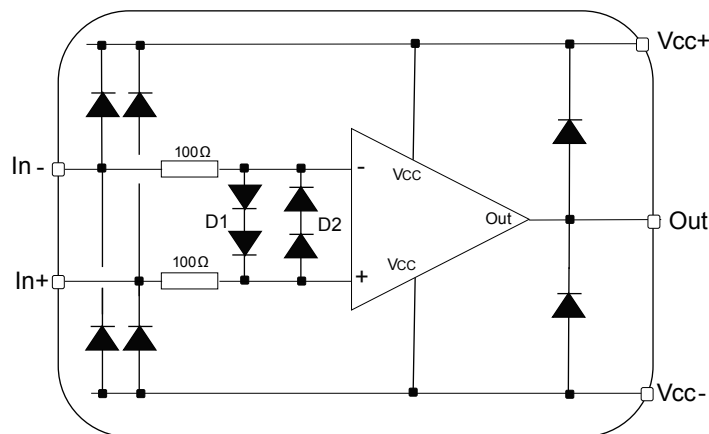 Vcc+
100Ω
In -
-
VCC
D1
D2
Out
Out
100Ω
VCC
+
In+
Vcc-